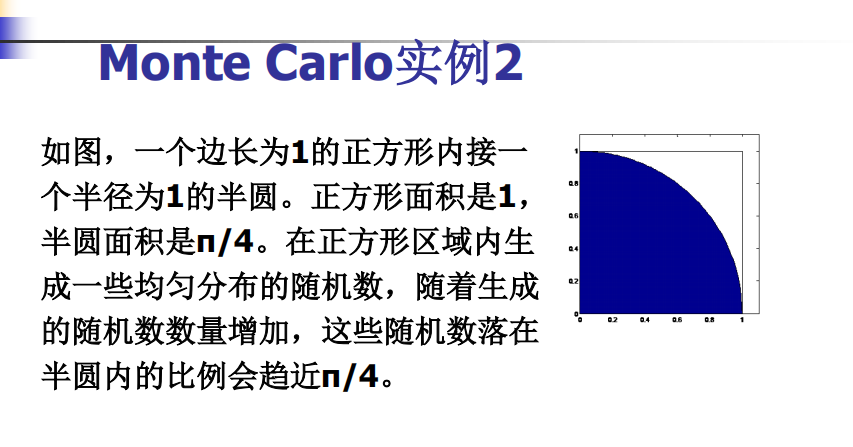 Monte Carlo实例2
如图，一个边长为1的正方形内接一
个半径为1的半圆。正方形面积是1，
半圆面积是π/4。在正方形区域内生
成一些均匀分布的随机数，随着生成
的随机数数量增加，这些随机数落在
半圆内的比例会趋近π/4。
1
0.8
0.6
0.4
0.2
0
0 0.2 0.4 0.6 0.8 1